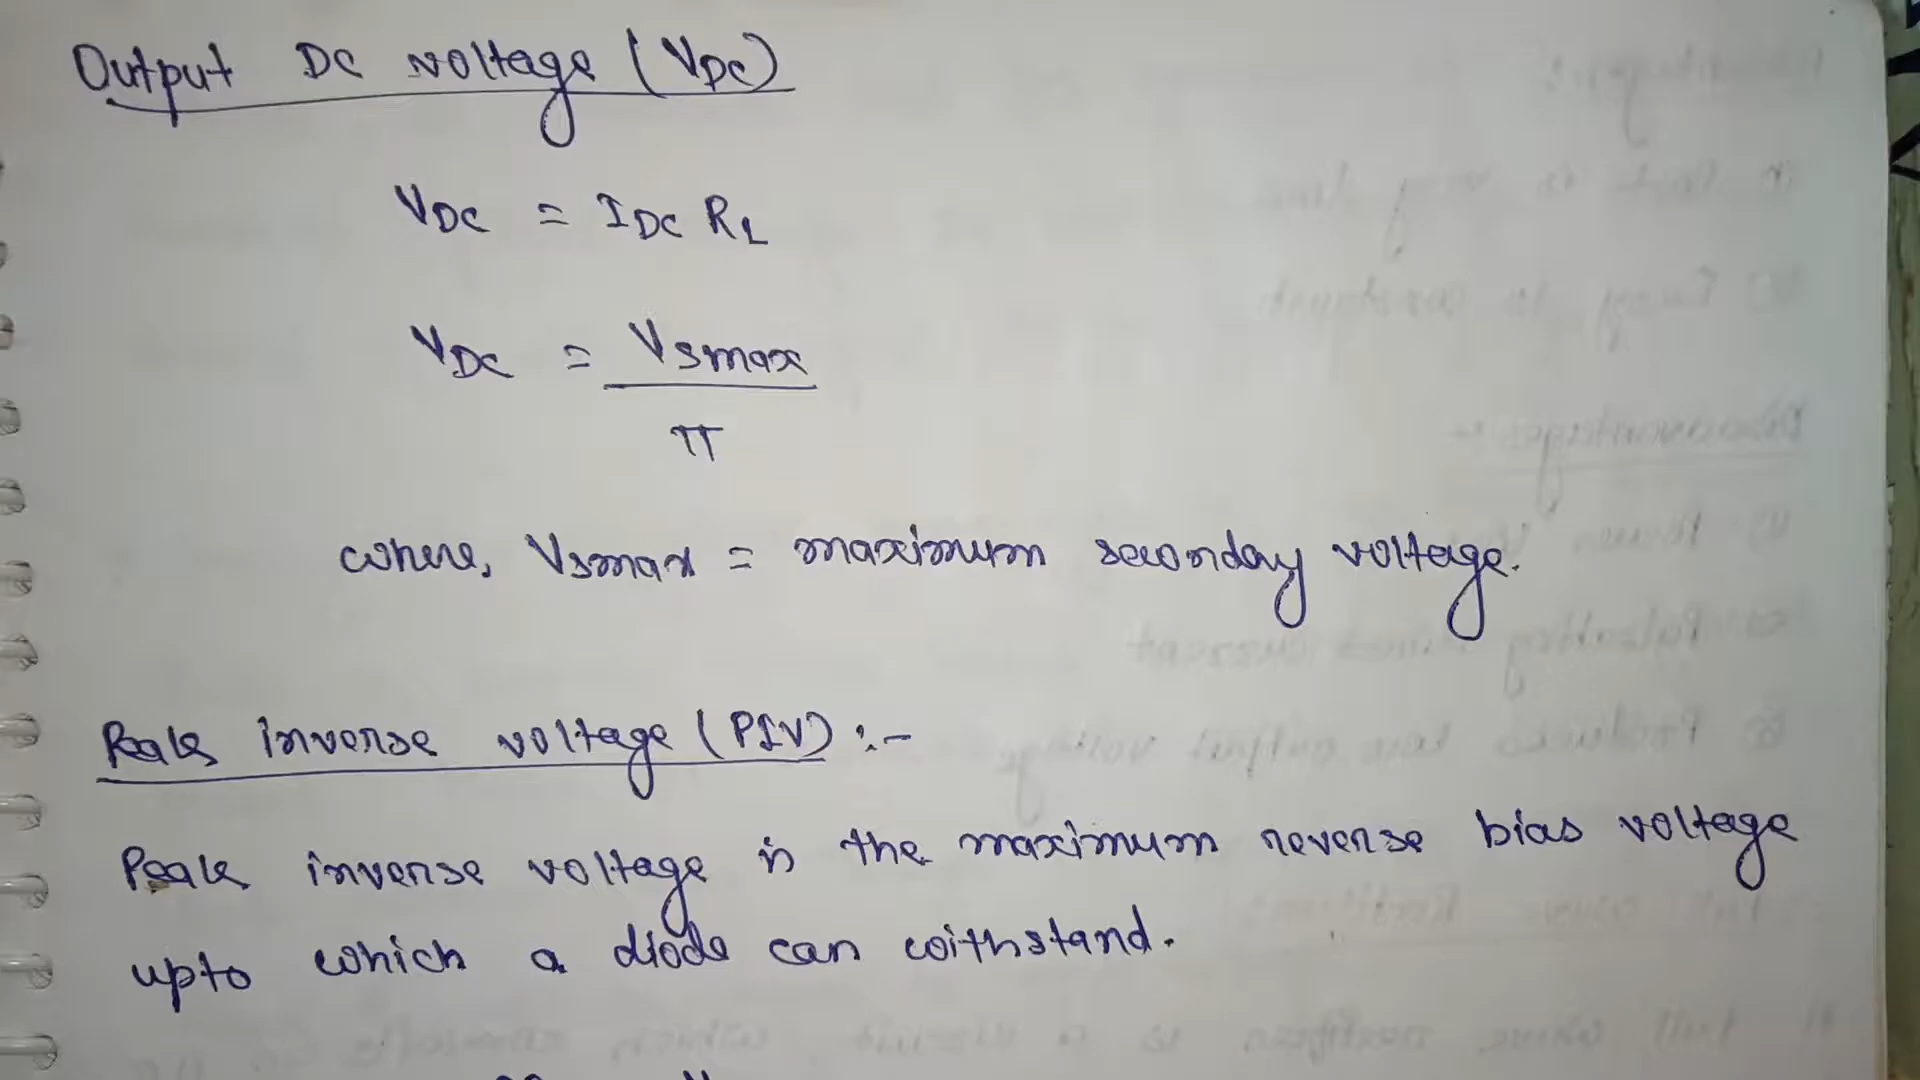 Output DC voltage (VDC)
VDC = IDC RL
VDC = Vsmax
π
where, Vsmax = maximum seconday voltage.
Peak inverse voltage (PIV) :-
Peak inverse voltage is the maximum reverse bias voltage
upto which a diode can withstand.